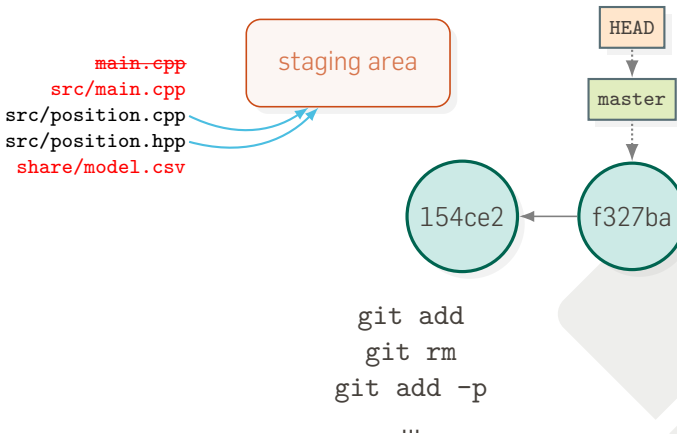 main.cpp
src/main.cpp
src/position.cpp
src/position.hpp
share/model.csv
staging area
HEAD
master
154ce2
f327ba
git add
git rm
git add -p
...